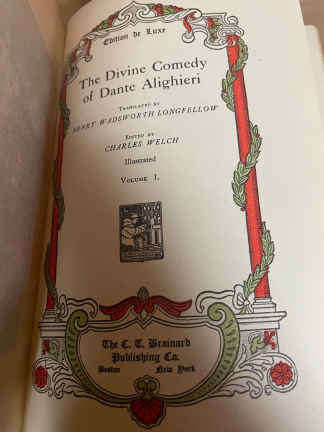 Edition de Luxe
The Divine Comedy
of Dante Alighieri
TRANSLATED BY
HENRY WADSWORTH LONGFELLOW
EDITED BY
CHARLES WELCH
Illustrated
VOLUME I.
The C. T. Brainard
Publishing Co.
Boston New York